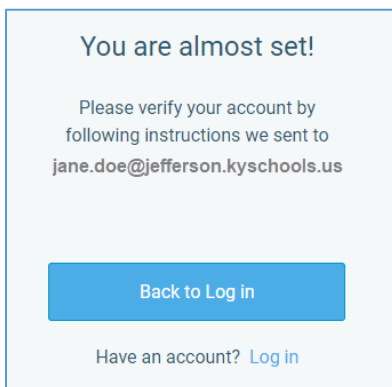 You are almost set!
Please verify your account by
following instructions we sent to
jane.doe@jefferson.kyschools.us
Back to Log in
Have an account? Log in